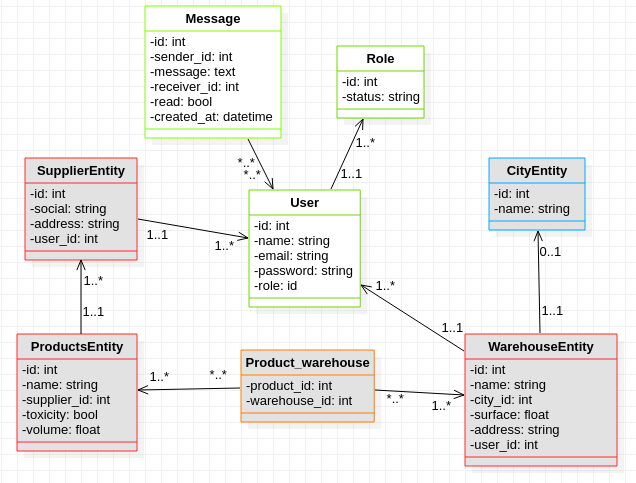 Message
-id: int
-sender_id: int
-message: text
-receiver_id: int
-read: bool
-created_at: datetime
Role
-id: int
-status: string
1..*
*..*
*..*
1..1
SupplierEntity
-id: int
-social: string
-address: string
-user_id: int
CityEntity
-id: int
-name: string
User
-id: int
-name: string
-email: string
-password: string
-role: id
1..1
1..*
0..1
1..*
1..*
1..1
1..1
1..1
ProductsEntity
-id: int
-name: string
-supplier_id: int
-toxicity: bool
-volume: float
Product_warehouse
-product_id: int
-warehouse_id: int
WarehouseEntity
-id: int
-name: string
-city_id: int
-surface: float
-address: string
-user_id: int
1..*
*..*
*..*
1..*